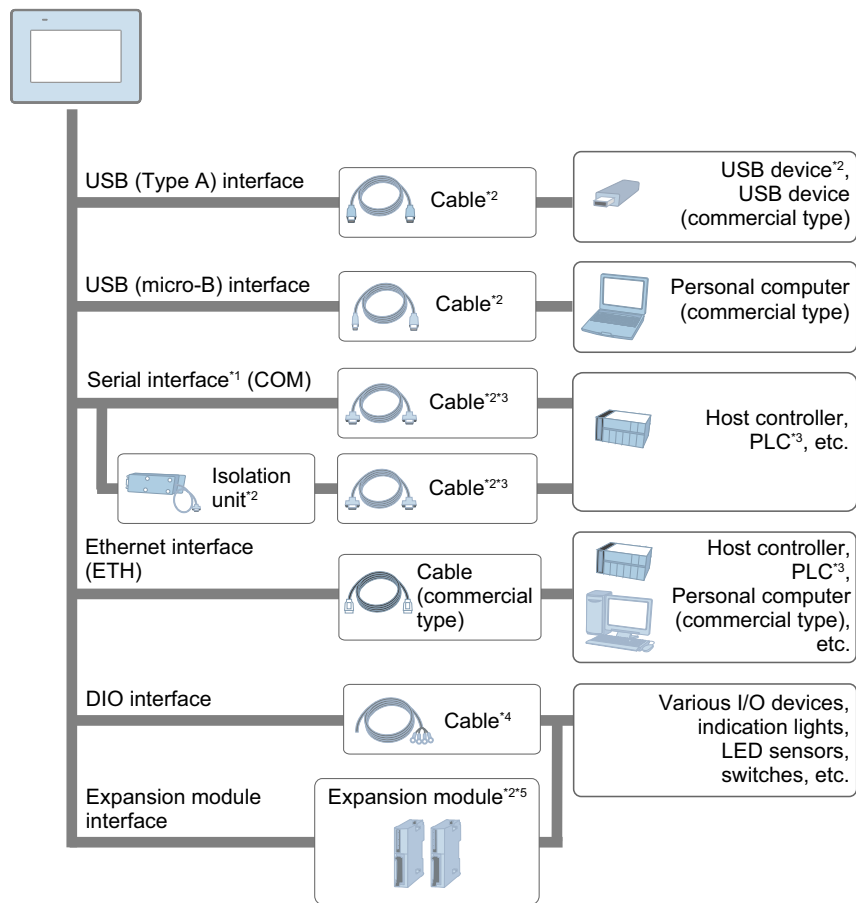 USB (Type A) interface
Cable*2
USB device*2,
USB device
(commercial type)
USB (micro-B) interface
Cable*2
Personal computer
(commercial type)
Serial interface*1 (COM)
Cable*2*3
Host controller,
PLC*3, etc.
Isolation
unit*2
Cable*2*3
Ethernet interface
(ETH)
Cable
(commercial
type)
Host controller,
PLC*3,
Personal computer
(commercial type),
etc.
DIO interface
Cable*4
Various I/O devices,
indication lights,
LED sensors,
switches, etc.
Expansion module
interface
Expansion module*2*5